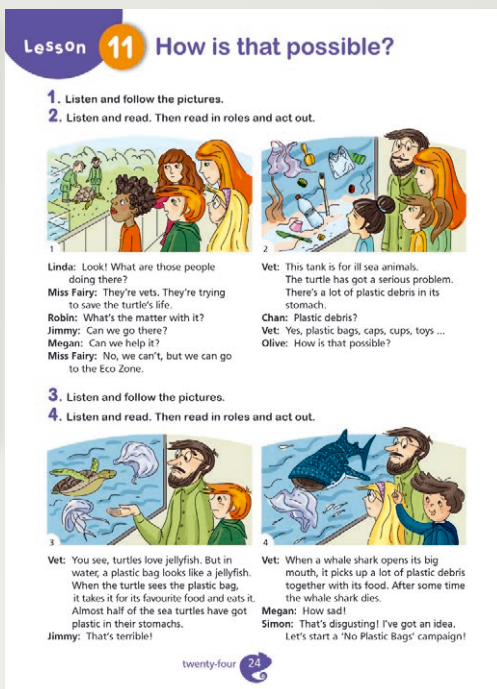 Lesson 11 How is that possible?
1. Listen and follow the pictures.
2. Listen and read. Then read in roles and act out.
1
Linda: Look! What are those people
doing there?
Miss Fairy: They're vets. They're trying
to save the turtle's life.
Robin: What's the matter with it?
Jimmy: Can we go there?
Megan: Can we help it?
Miss Fairy: No, we can't, but we can go
to the Eco Zone.
2
Vet: This tank is for ill sea animals.
The turtle has got a serious problem.
There's a lot of plastic debris in its
stomach.
Chan: Plastic debris?
Vet: Yes, plastic bags, caps, cups, toys ...
Olive: How is that possible?
3. Listen and follow the pictures.
4. Listen and read. Then read in roles and act out.
3
Vet: You see, turtles love jellyfish. But in
water, a plastic bag looks like a jellyfish.
When the turtle sees the plastic bag,
it takes it for its favourite food and eats it.
Almost half of the sea turtles have got
plastic in their stomachs.
Jimmy: That's terrible!
4
Vet: When a whale shark opens its big
mouth, it picks up a lot of plastic debris
together with its food. After some time
the whale shark dies.
Megan: How sad!
Simon: That's disgusting! I've got an idea.
Let's start a 'No Plastic Bags' campaign!
twenty-four 24